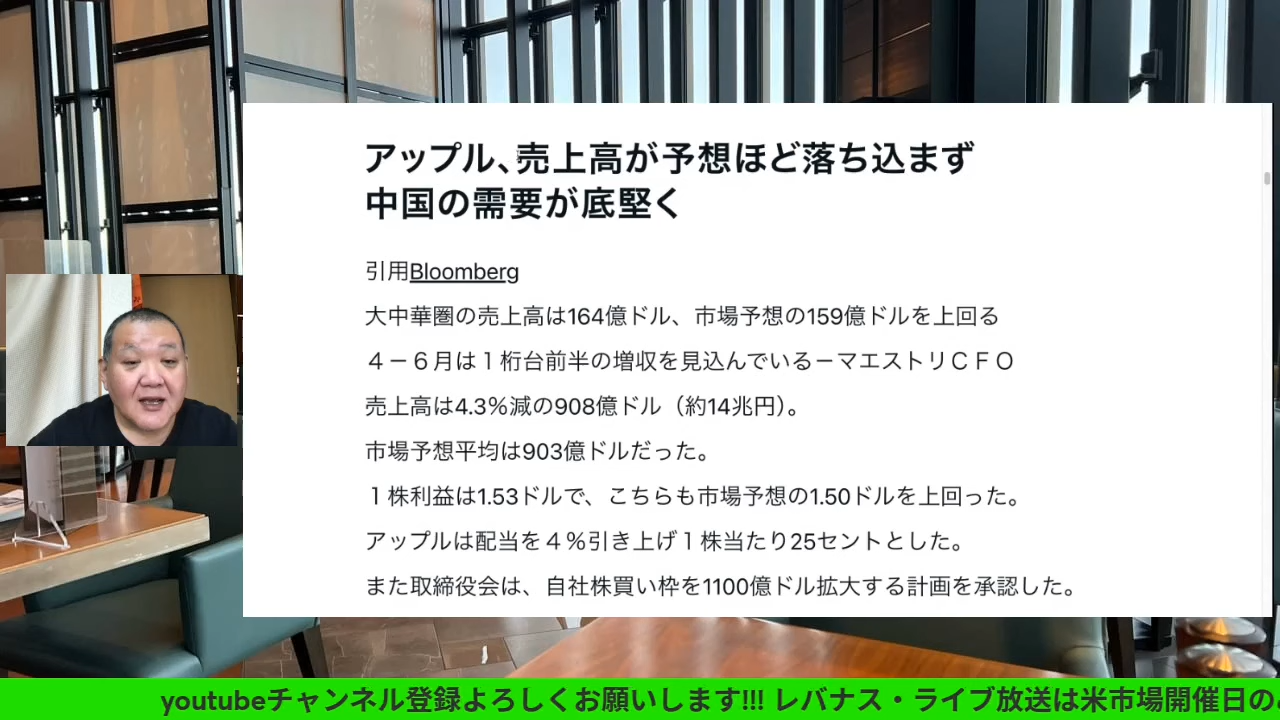 アップル、売上高が予想ほど落ち込まず
中国の需要が底堅く
引用Bloomberg
大中華圏の売上高は164億ドル、市場予想の159億ドルを上回る
４－６月は１桁台前半の増収を見込んでいる－マエストリＣＦＯ
売上高は4.3％減の908億ドル（約14兆円）。
市場予想平均は903億ドルだった。
１株利益は1.53ドルで、こちらも市場予想の1.50ドルを上回った。
アップルは配当を４％引き上げ１株当たり25セントとした。
また取締役会は、自社株買い枠を1100億ドル拡大する計画を承認した。
youtubeチャンネル登録よろしくお願いします!!! レバナス・ライブ放送は米市場開催日の